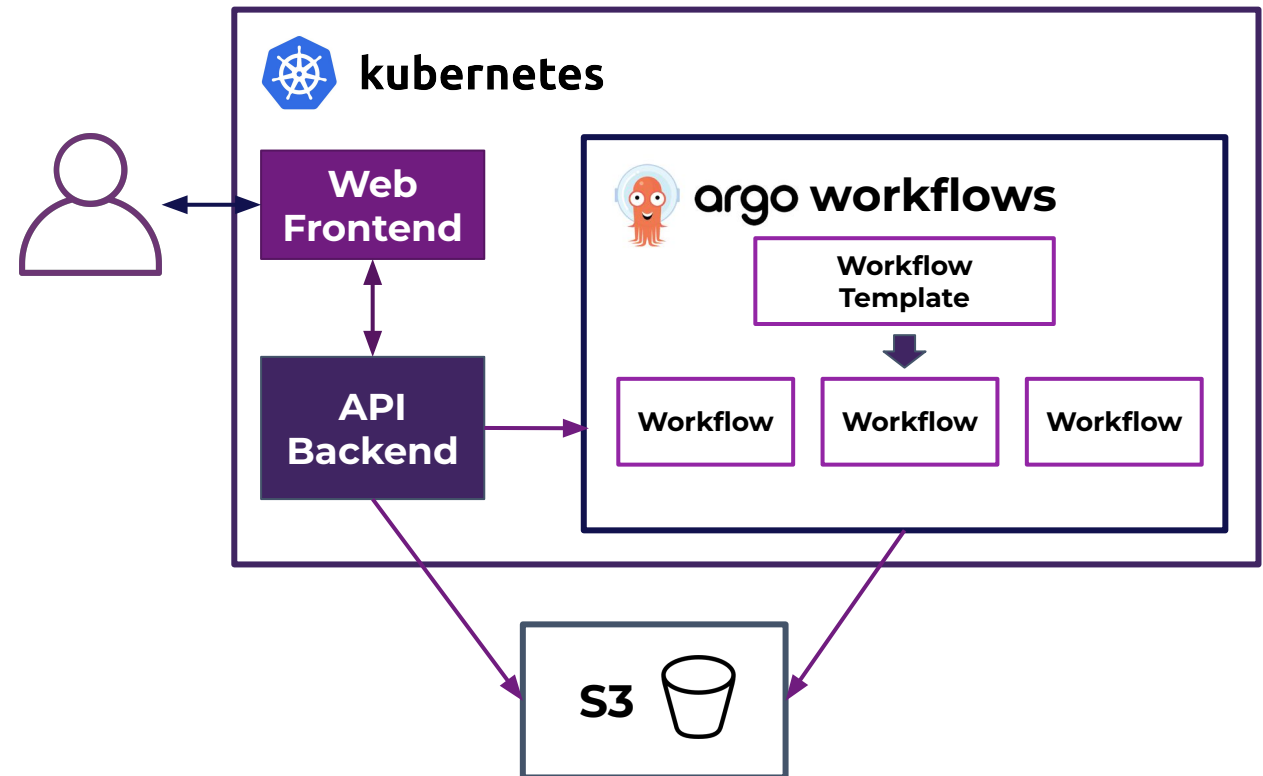 kubernetes
Web
Frontend
argo workflows
Workflow
Template
API
Backend
Workflow
Workflow
Workflow
S3